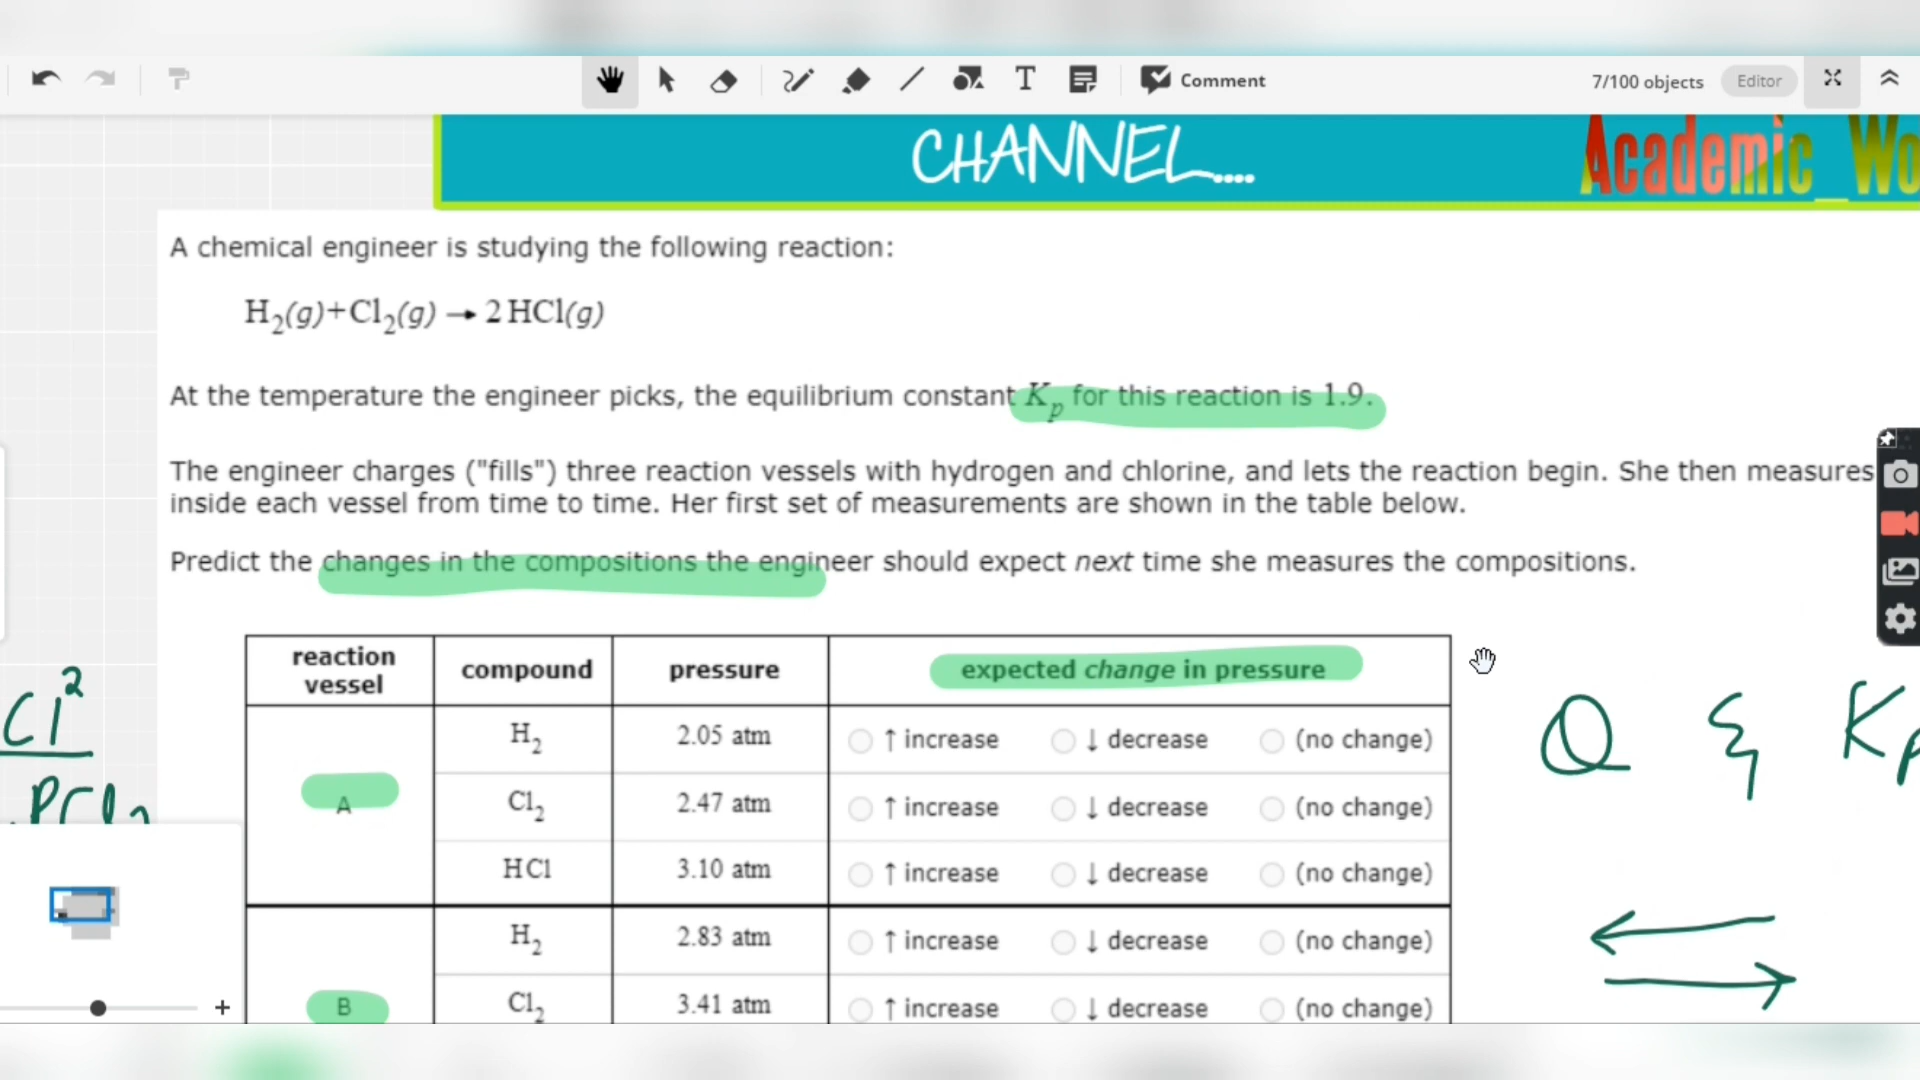 Comment
7/100 objects
Editor
CHANNEL....
Academic_Wo
A chemical engineer is studying the following reaction:
H₂(g)+Cl₂(g) → 2 HCl(g)
At the temperature the engineer picks, the equilibrium constant Kₚ for this reaction is 1.9.
The engineer charges ("fills") three reaction vessels with hydrogen and chlorine, and lets the reaction begin. She then measures
inside each vessel from time to time. Her first set of measurements are shown in the table below.
Predict the changes in the compositions the engineer should expect next time she measures the compositions.
reaction vessel compound pressure expected change in pressure
A
H₂ 2.05 atm ↑ increase ↓ decrease (no change)
Cl₂ 2.47 atm ↑ increase ↓ decrease (no change)
HCl 3.10 atm ↑ increase ↓ decrease (no change)
B
H₂ 2.83 atm ↑ increase ↓ decrease (no change)
Cl₂ 3.41 atm ↑ increase ↓ decrease (no change)
Cl²
PCl₂
Q & Kp